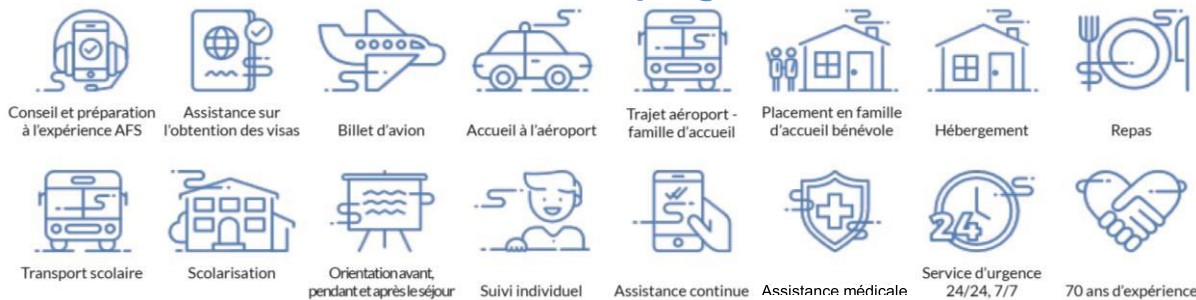 Conseil et préparation
à l'expérience AFS
Assistance sur
l'obtention des visas
Billet d'avion
Accueil à l'aéroport
Trajet aéroport -
famille d'accueil
Placement en famille
d'accueil bénévole
Hébergement
Repas
Transport scolaire
Scolarisation
Orientation avant,
pendant et après le séjour
Suivi individuel
Assistance continue
Assistance médicale
24
Service d'urgence
24/24, 7/7
70 ans d'expérience